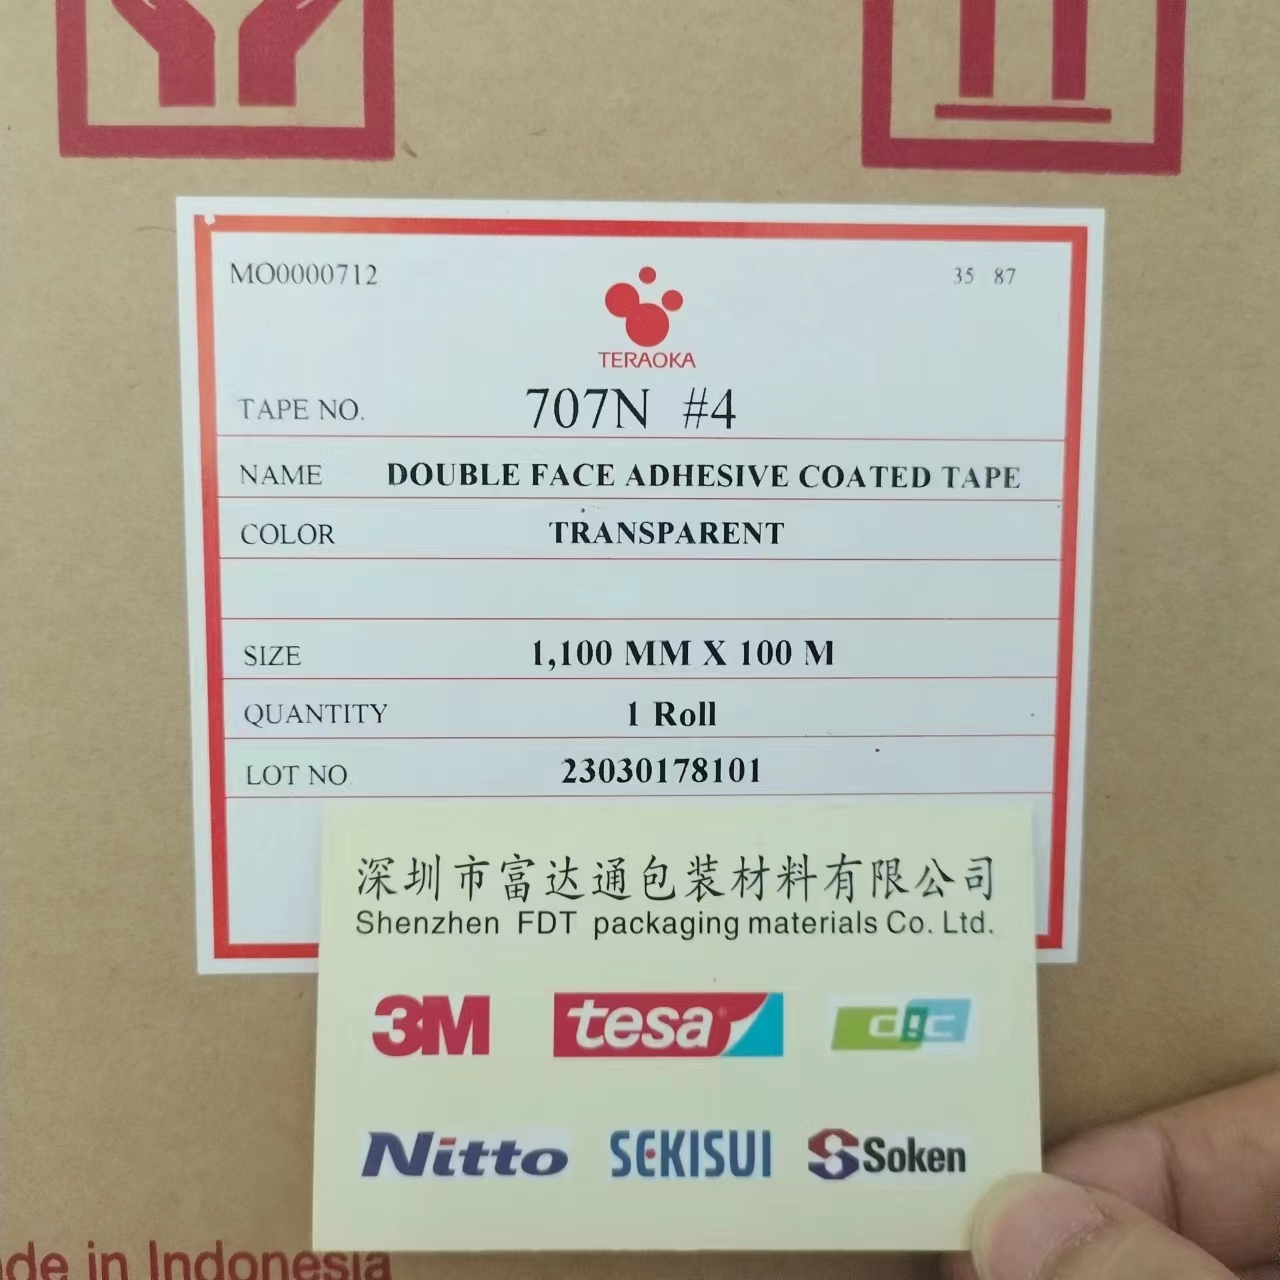 MO0000712
35 87
TERAOKA
TAPE NO. 707N #4
NAME DOUBLE FACE ADHESIVE COATED TAPE
COLOR TRANSPARENT
SIZE 1,100 MM X 100 M
QUANTITY 1 Roll
LOT NO. 23030178101
深圳市富达通包装材料有限公司
Shenzhen FDT packaging materials Co. Ltd.
3M tesa dic
Nitto SEKISUI Soken
de in Indonesia